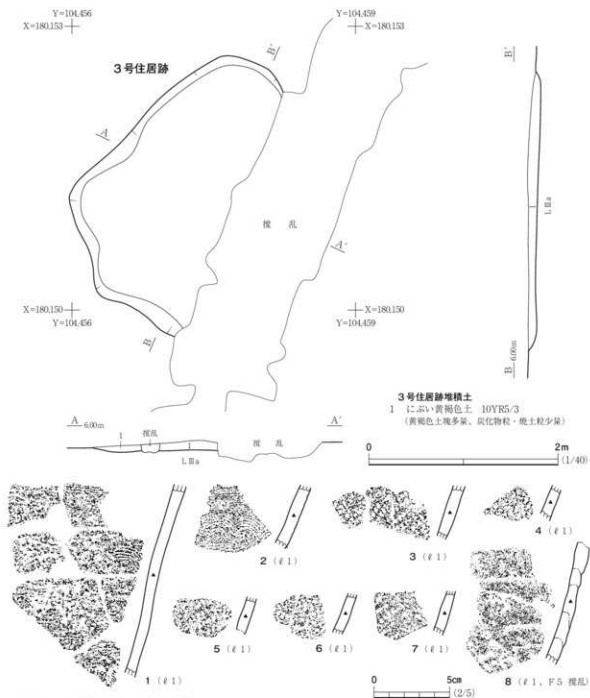 Y=104,456
X=180,153
Y=104,459
X=180,153
3号住居跡
B′
A
撹 乱
A′
X=180,150
Y=104,456
B
X=180,150
Y=104,459
B′
LⅢa
B 6.00m
3号住居跡堆積土
1 にぶい黄褐色土 10YR5/3
(黄褐色土塊多量、炭化物粒・焼土粒少量)
A 6.00m
A′
1
撹乱
1
撹 乱
LⅢa
0
2m
(1/40)
1 (ℓ1)
2 (ℓ1)
3 (ℓ1)
4 (ℓ1)
5 (ℓ1)
6 (ℓ1)
7 (ℓ1)
8 (ℓ1、F5 撹乱)
0
5cm
(2/5)